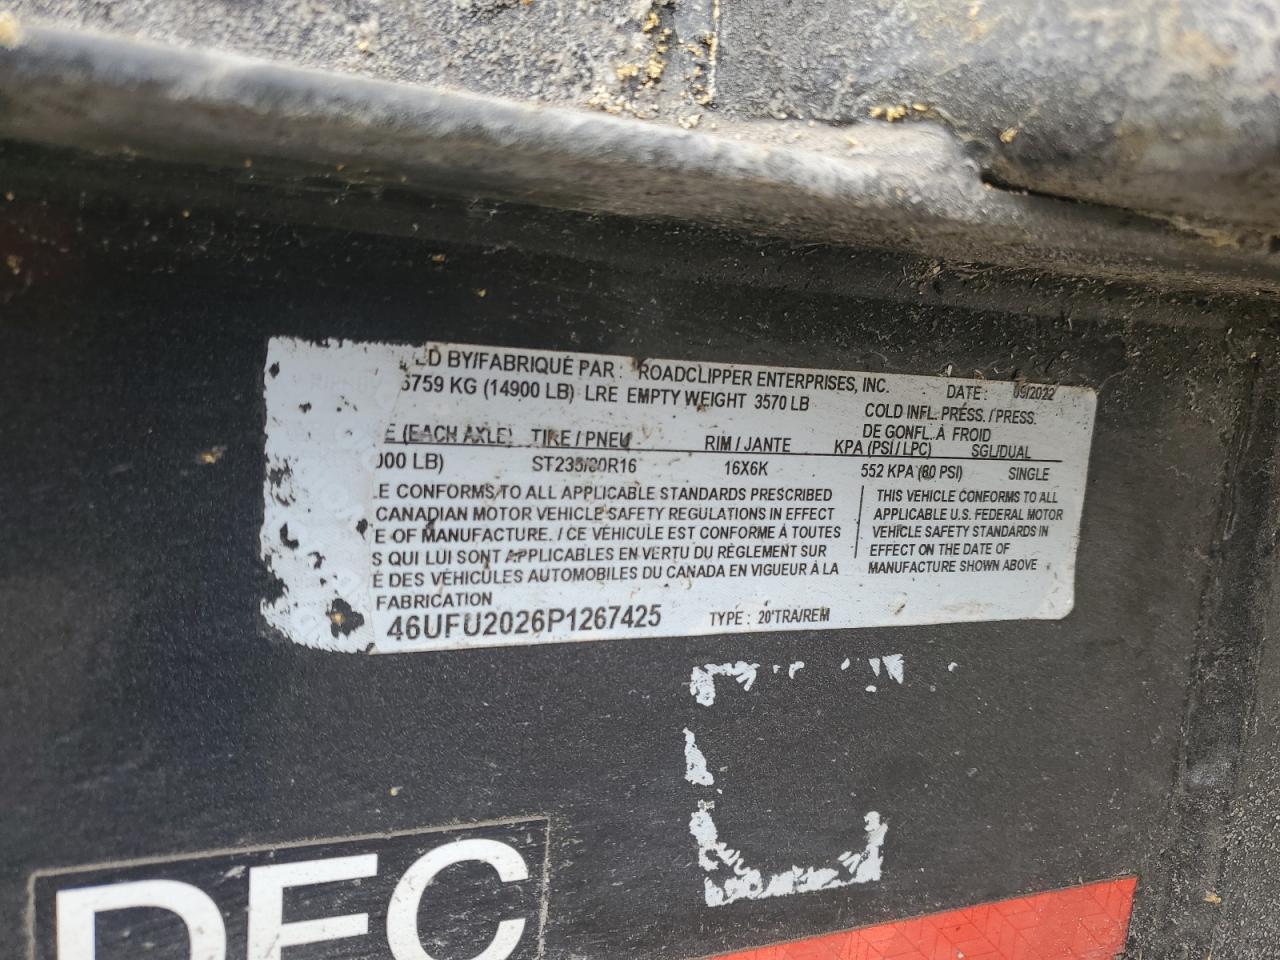 ED BY/FABRIQUÉ PAR : ROADCLIPPER ENTERPRISES, INC. DATE : 09/2022
6759 KG (14900 LB) LRE EMPTY WEIGHT 3570 LB
COLD INFL. PRESS. / PRESS.
DE GONFL. À FROID
E (EACH AXLE) TIRE / PNEU RIM / JANTE KPA (PSI / LPC) SGL/DUAL
000 LB) ST235/80R16 16X6K 552 KPA (80 PSI) SINGLE
LE CONFORMS TO ALL APPLICABLE STANDARDS PRESCRIBED
CANADIAN MOTOR VEHICLE SAFETY REGULATIONS IN EFFECT
E OF MANUFACTURE. / CE VÉHICULE EST CONFORME À TOUTES
S QUI LUI SONT APPLICABLES EN VERTU DU RÈGLEMENT SUR
É DES VÉHICULES AUTOMOBILES DU CANADA EN VIGUEUR À LA
FABRICATION
THIS VEHICLE CONFORMS TO ALL
APPLICABLE U.S. FEDERAL MOTOR
VEHICLE SAFETY STANDARDS IN
EFFECT ON THE DATE OF
MANUFACTURE SHOWN ABOVE
46UFU2026P1267425 TYPE : 20'TRA/REM
DEC